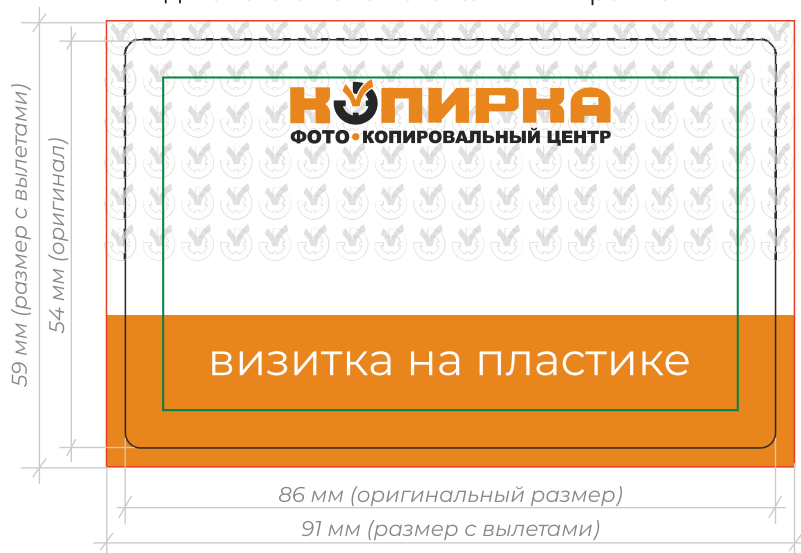 КОПИРКА
ФОТО•КОПИРОВАЛЬНЫЙ ЦЕНТР
59 мм (размер с вылетами)
54 мм (оригинал)
визитка на пластике
86 мм (оригинальный размер)
91 мм (размер с вылетами)